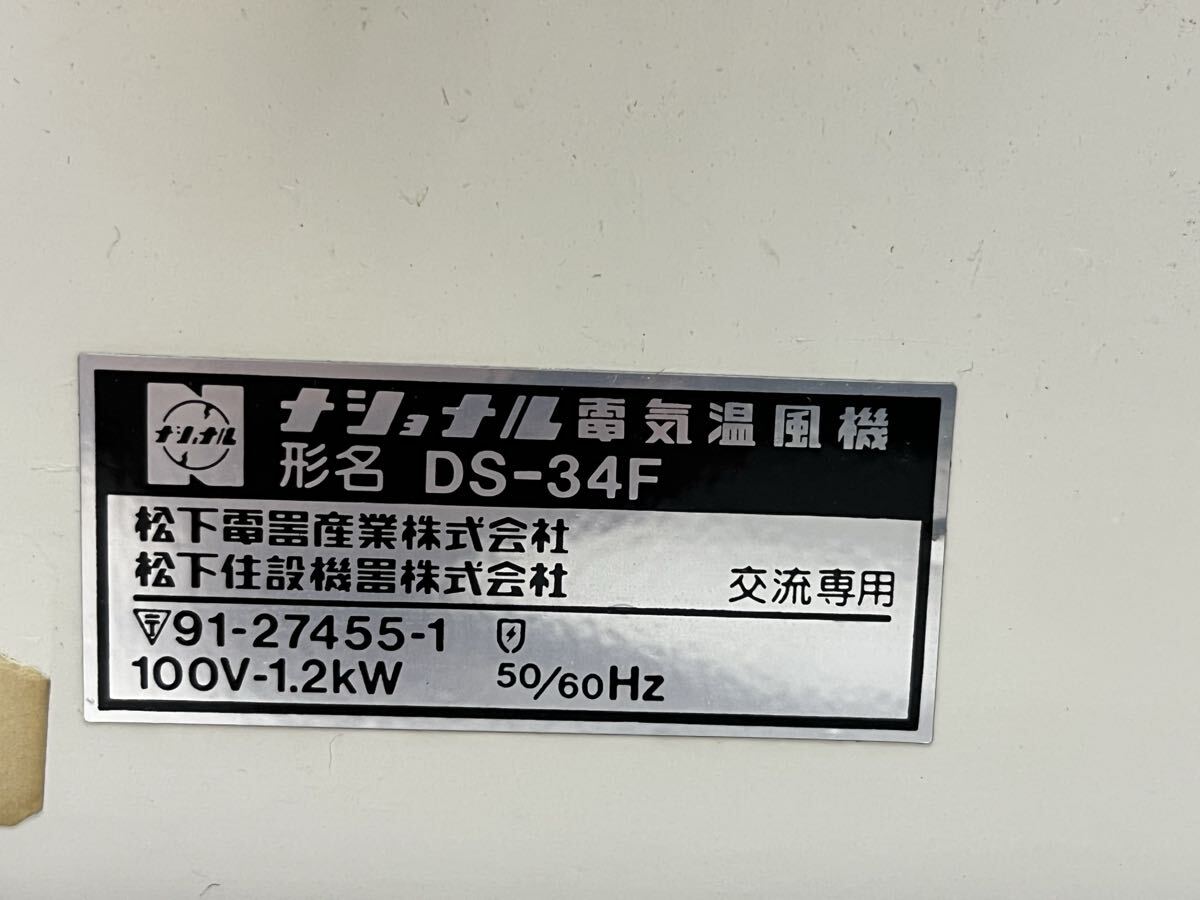 ナショナル
ナショナル電気温風機
形名 DS-34F
松下電器産業株式会社
松下住設機器株式会社 交流専用
〒91-27455-1
100V-1.2kW 50/60Hz